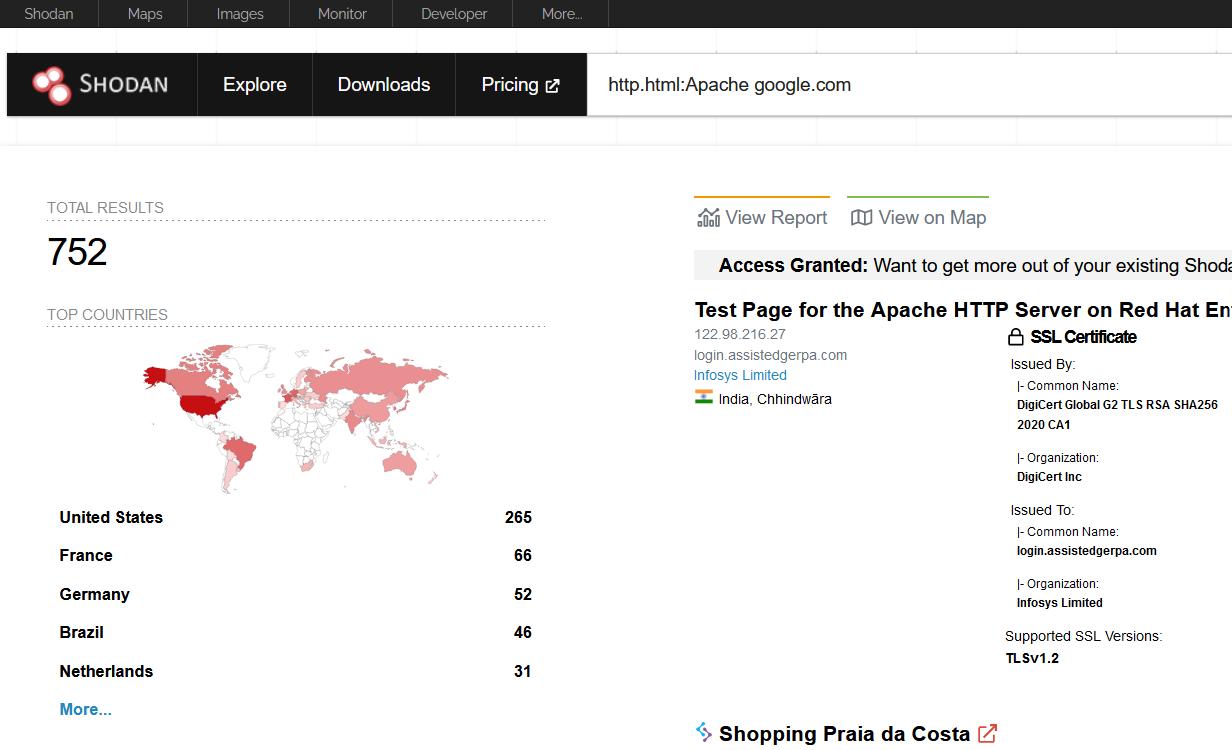 Shodan Maps Images Monitor Developer More...
SHODAN Explore Downloads Pricing http.html:Apache google.com
TOTAL RESULTS
752
TOP COUNTRIES
United States 265
France 66
Germany 52
Brazil 46
Netherlands 31
More...
View Report View on Map
Access Granted: Want to get more out of your existing
Test Page for the Apache HTTP Server on Red Hat
122.98.216.27
login.assistedgerpa.com
Infosys Limited
India, Chhindwāra
SSL Certificate
Issued By:
|- Common Name:
DigiCert Global G2 TLS RSA SHA256
2020 CA1
|- Organization:
DigiCert Inc
Issued To:
|- Common Name:
login.assistedgerpa.com
|- Organization:
Infosys Limited
Supported SSL Versions:
TLSv1.2
Shopping Praia da Costa